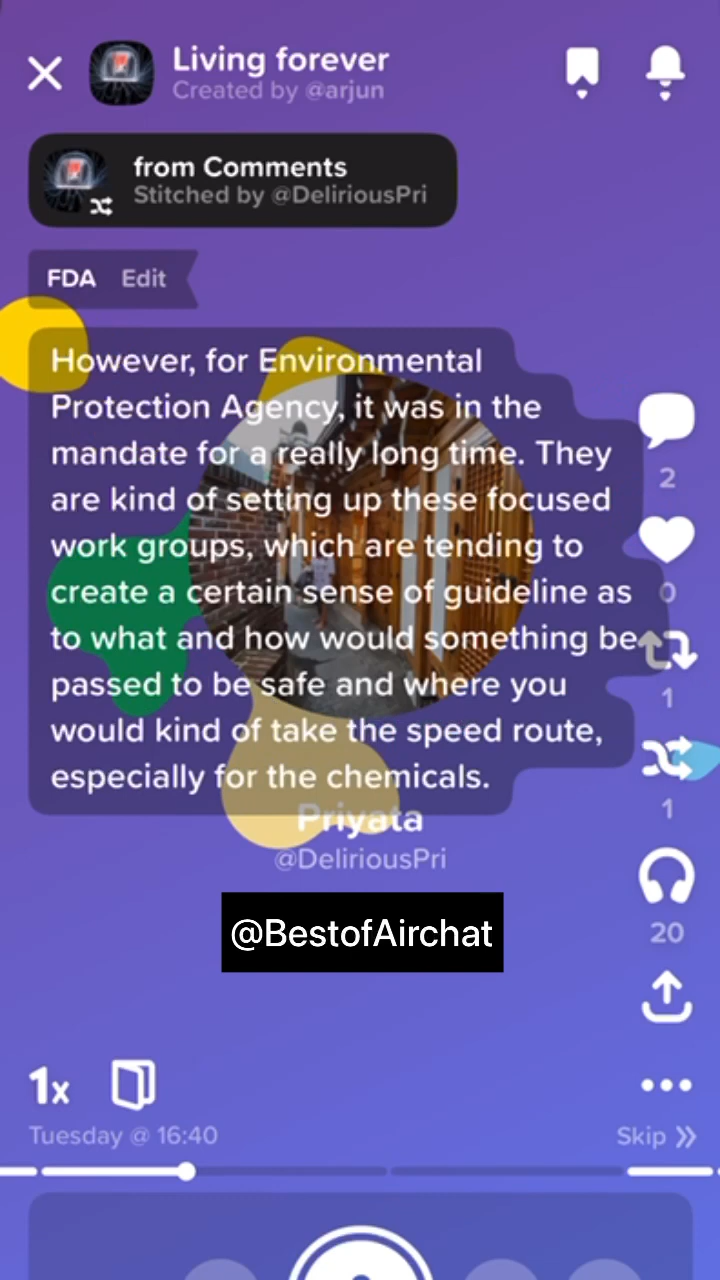 Living forever
Created by @arjun
from Comments
Stitched by @DeliriousPri
FDA Edit
However, for Environmental
Protection Agency, it was in the
mandate for a really long time. They
are kind of setting up these focused
work groups, which are tending to
create a certain sense of guideline as
to what and how would something be
passed to be safe and where you
would kind of take the speed route,
especially for the chemicals.
2
0
1
1
20
Priyata
@DeliriousPri
@BestofAirchat
1x
Tuesday @ 16:40
Skip